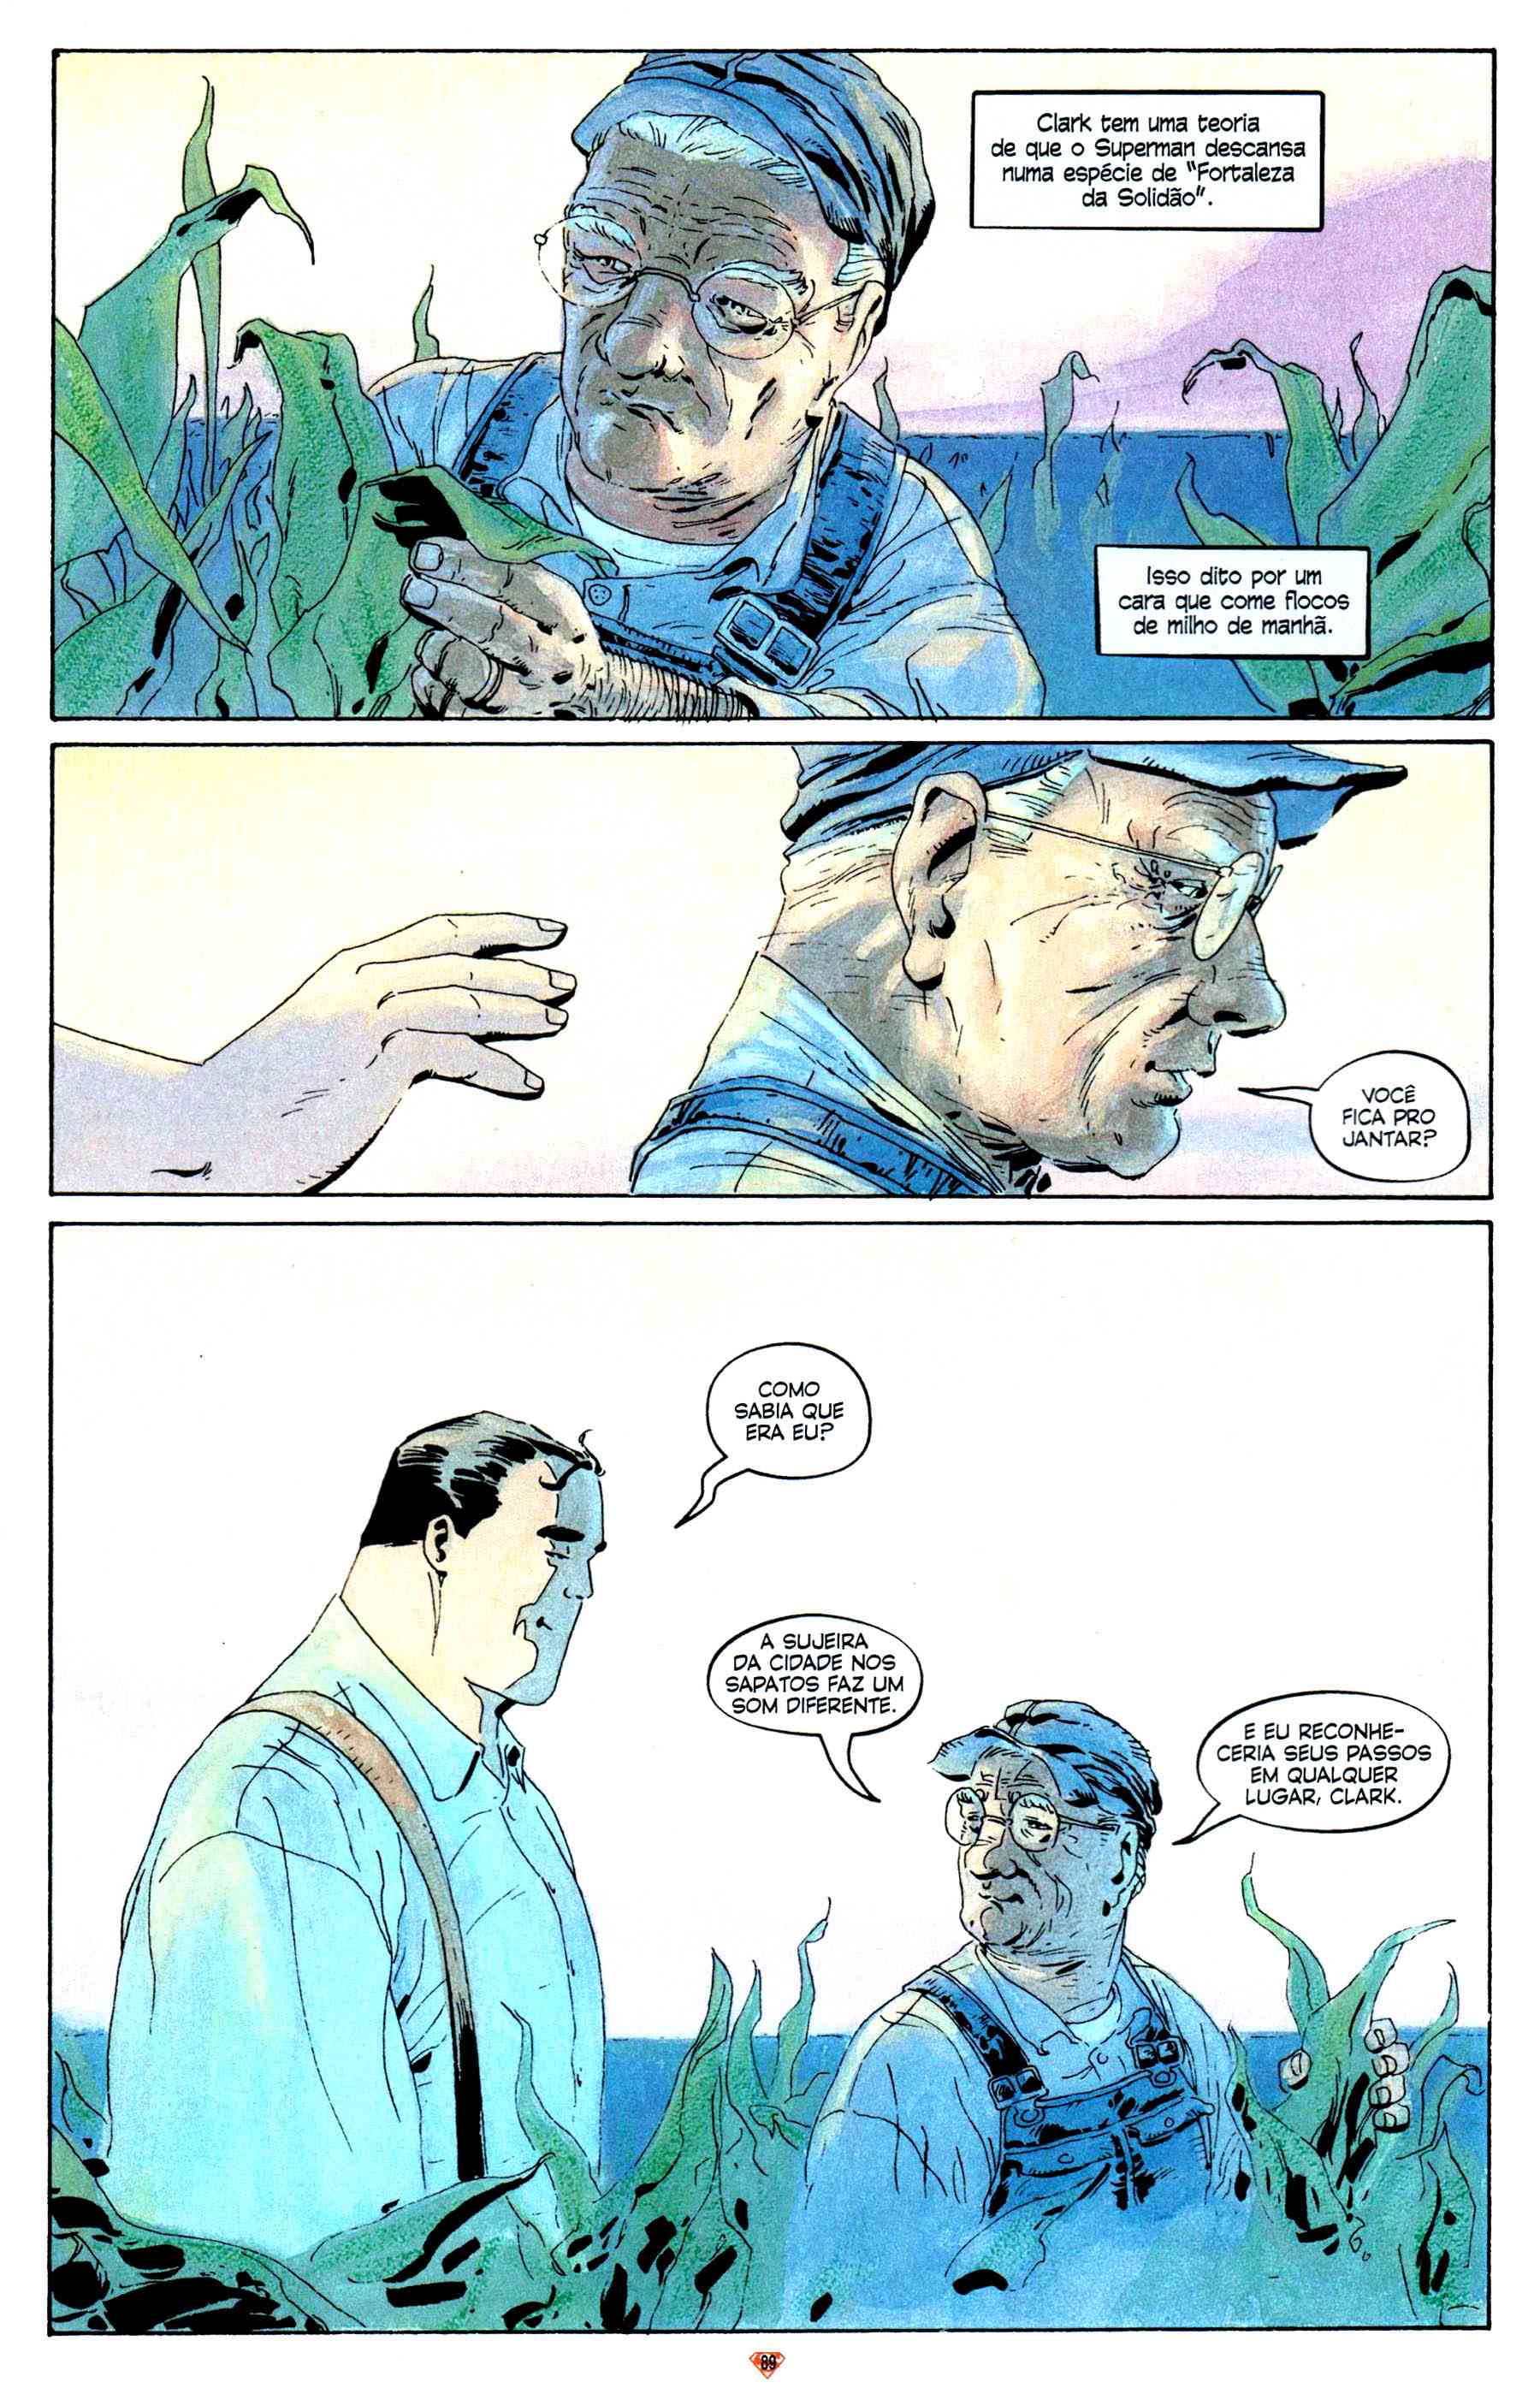 Clark tem uma teoria
de que o Superman descansa
numa espécie de "Fortaleza
da Solidão".
Isso dito por um
cara que come flocos
de milho de manhã.
VOCÊ
FICA PRO
JANTAR?
COMO
SABIA QUE
ERA EU?
A SUJEIRA
DA CIDADE NOS
SAPATOS FAZ UM
SOM DIFERENTE.
E EU RECONHE-
CERIA SEUS PASSOS
EM QUALQUER
LUGAR, CLARK.
89